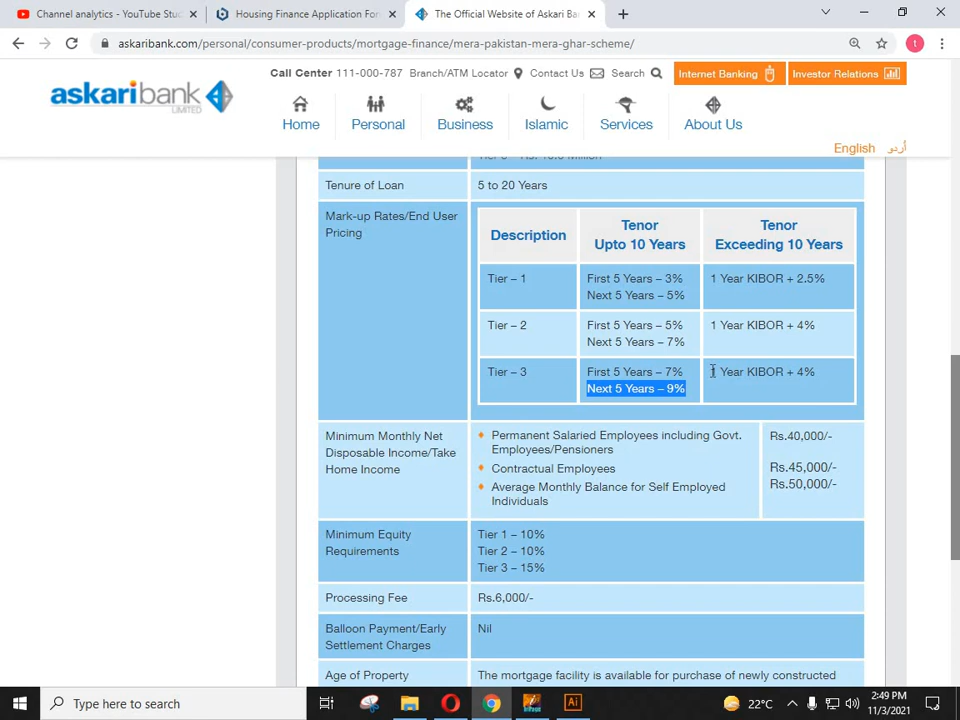 Channel analytics - YouTube Stud
Housing Finance Application For
The Official Website of Askari Ba
askaribank.com/personal/consumer-products/mortgage-finance/mera-pakistan-mera-ghar-scheme/
t
Call Center 111-000-787 Branch/ATM Locator Contact Us Search
Internet Banking
Investor Relations
askaribank
LIMITED
Home
Personal
Business
Islamic
Services
About Us
English
اُردو
Tenure of Loan
5 to 20 Years
Mark-up Rates/End User
Pricing
Description
Tenor
Upto 10 Years
Tenor
Exceeding 10 Years
Tier – 1
First 5 Years – 3%
Next 5 Years – 5%
1 Year KIBOR + 2.5%
Tier – 2
First 5 Years – 5%
Next 5 Years – 7%
1 Year KIBOR + 4%
Tier – 3
First 5 Years – 7%
Next 5 Years – 9%
1 Year KIBOR + 4%
Minimum Monthly Net
Disposable Income/Take
Home Income
Permanent Salaried Employees including Govt.
Employees/Pensioners
Contractual Employees
Average Monthly Balance for Self Employed
Individuals
Rs.40,000/-
Rs.45,000/-
Rs.50,000/-
Minimum Equity
Requirements
Tier 1 – 10%
Tier 2 – 10%
Tier 3 – 15%
Processing Fee
Rs.6,000/-
Balloon Payment/Early
Settlement Charges
Nil
Age of Property
The mortgage facility is available for purchase of newly constructed
Type here to search
Ai
22°C
2:49 PM
11/3/2021